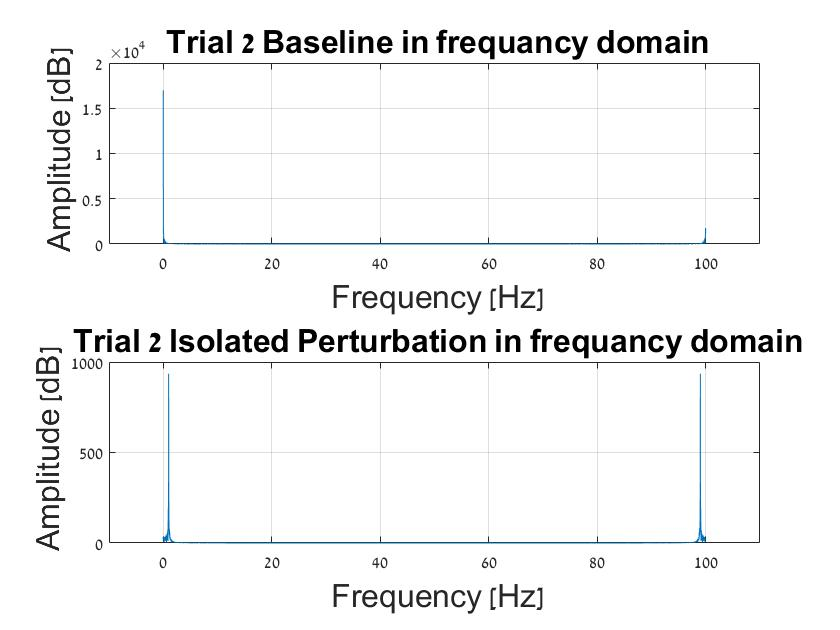 Trial 2 Baseline in frequancy domain
×10⁴
Amplitude [dB]
2
1.5
1
0.5
0
0 20 40 60 80 100
Frequency [Hz]
Trial 2 Isolated Perturbation in frequancy domain
Amplitude [dB]
1000
500
0
0 20 40 60 80 100
Frequency [Hz]